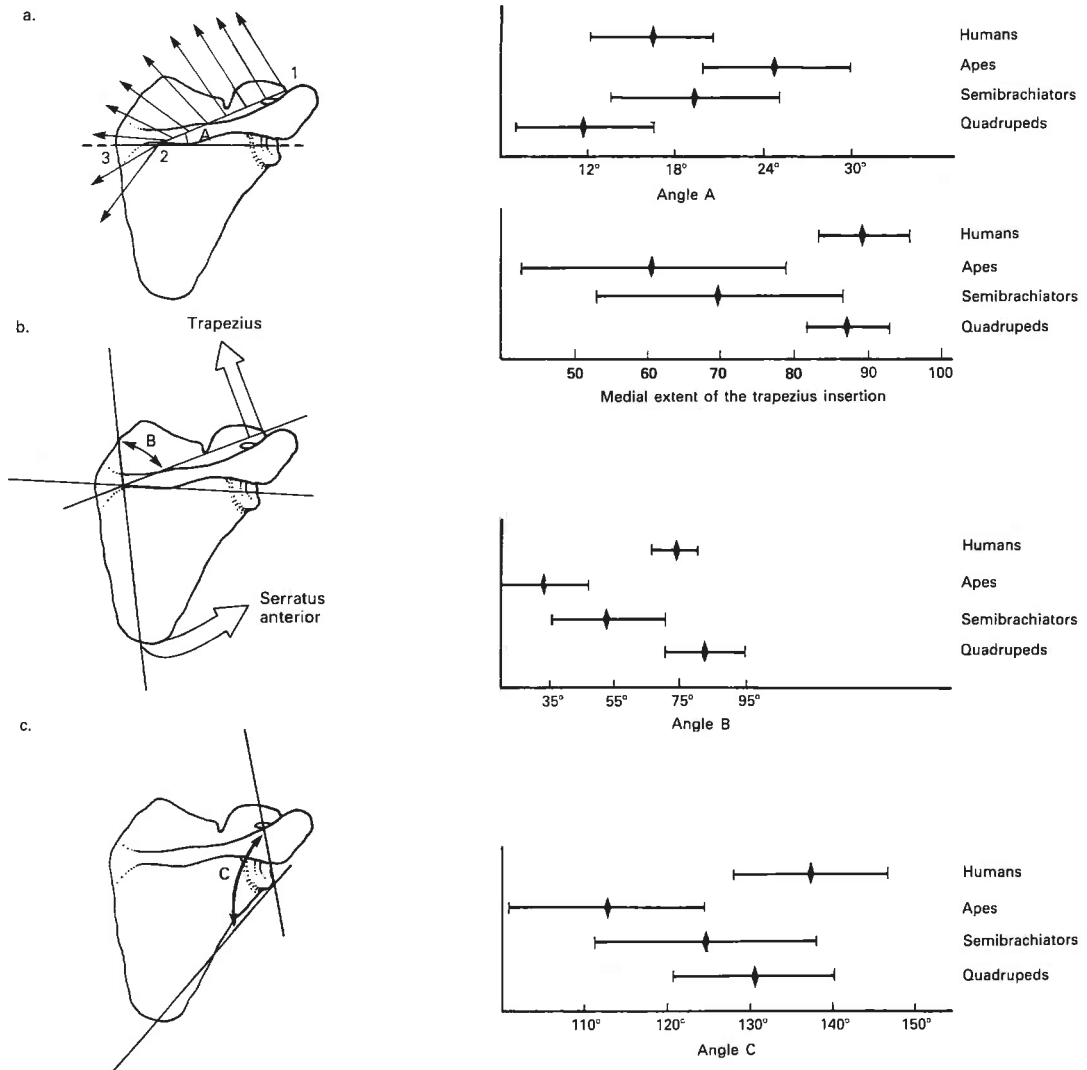 a.
1
A
3
2
Humans
Apes
Semibrachiators
Quadrupeds
12° 18° 24° 30°
Angle A
Humans
Apes
Semibrachiators
Quadrupeds
50 60 70 80 90 100
Medial extent of the trapezius insertion
b.
Trapezius
B
Serratus
anterior
Humans
Apes
Semibrachiators
Quadrupeds
35° 55° 75° 95°
Angle B
c.
C
Humans
Apes
Semibrachiators
Quadrupeds
110° 120° 130° 140° 150°
Angle C